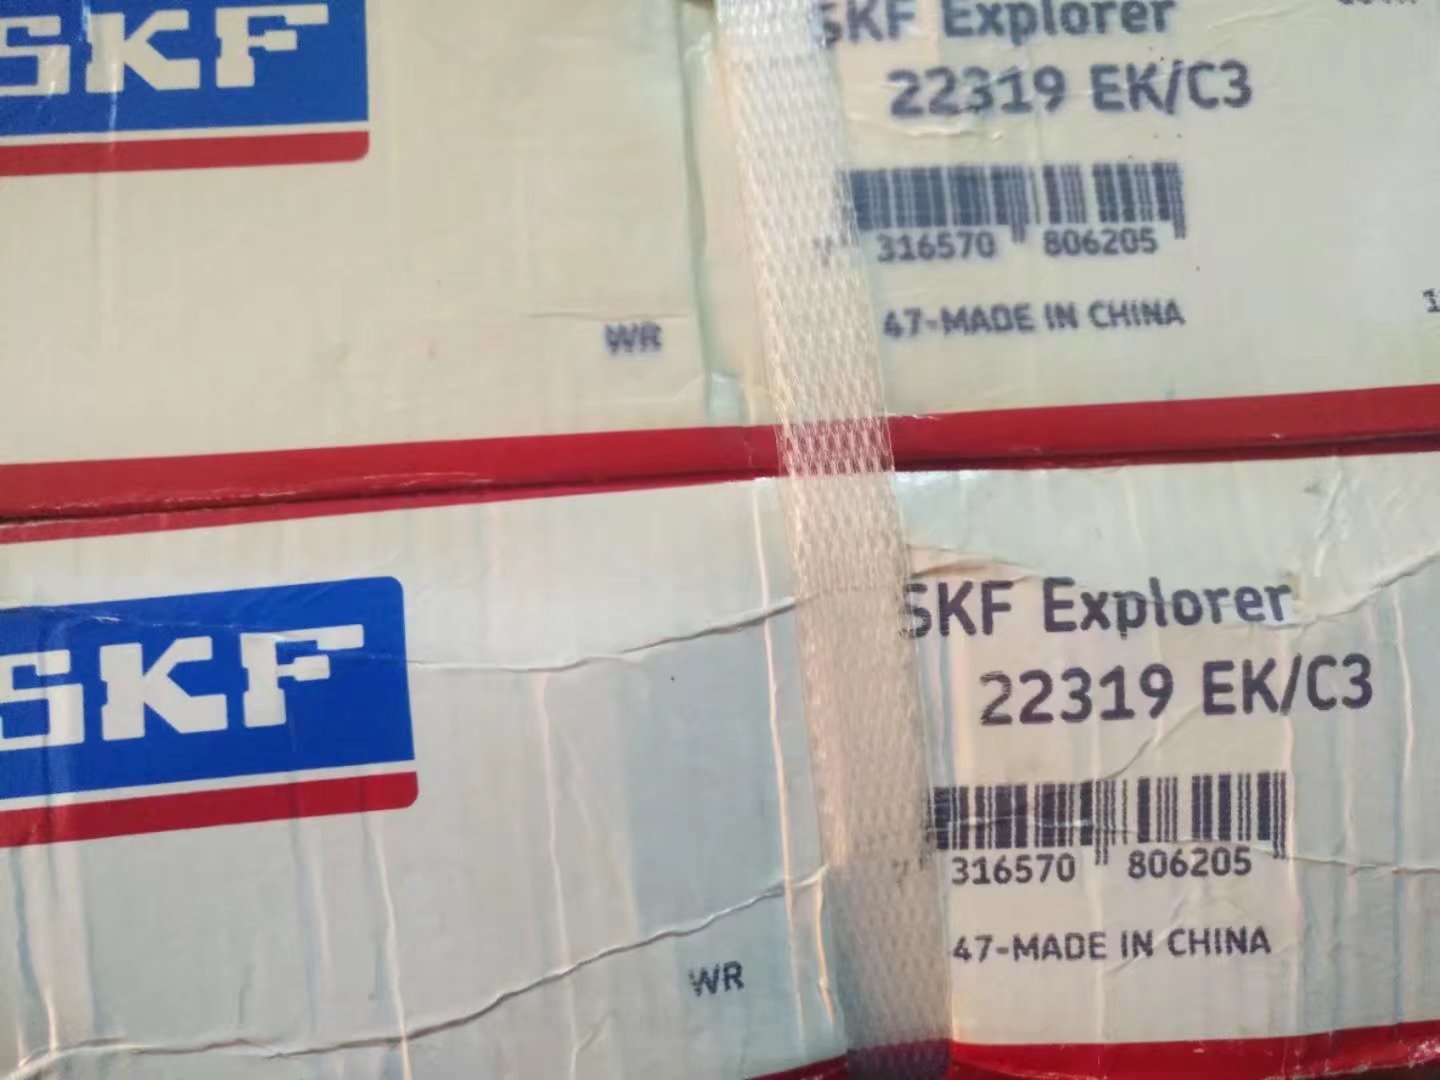 SKF
SKF Explorer
22319 EK/C3
316570 806205
47-MADE IN CHINA
WR
SKF
SKF Explorer
22319 EK/C3
316570 806205
47-MADE IN CHINA
WR